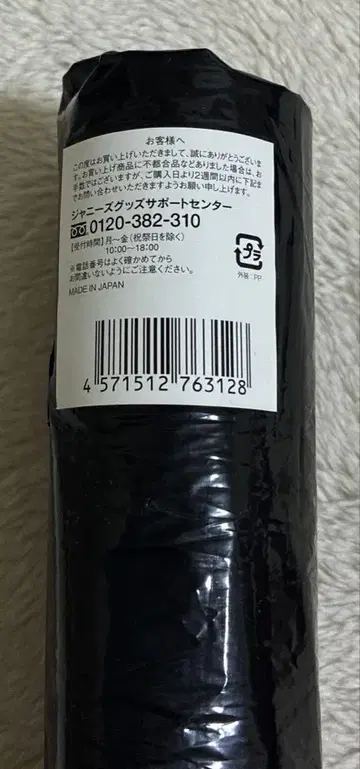 お客様へ
この度はお買い上げいただきまして、誠にありがとうございま
す。お買い上げ商品に不都合品などありました場合は、お
手数ではございますが、ご購入日より2週間以内に下記ま
でお問い合わせいただきますようお願い申し上げます。
ジャニーズグッズサポートセンター
0120-382-310
【受付時間】月～金（祝祭日を除く）
10:00～18:00
※電話番号はよく確かめてから
お間違いないようにご注意ください。
MADE IN JAPAN
プラ
外装:PP
4 571512 763128